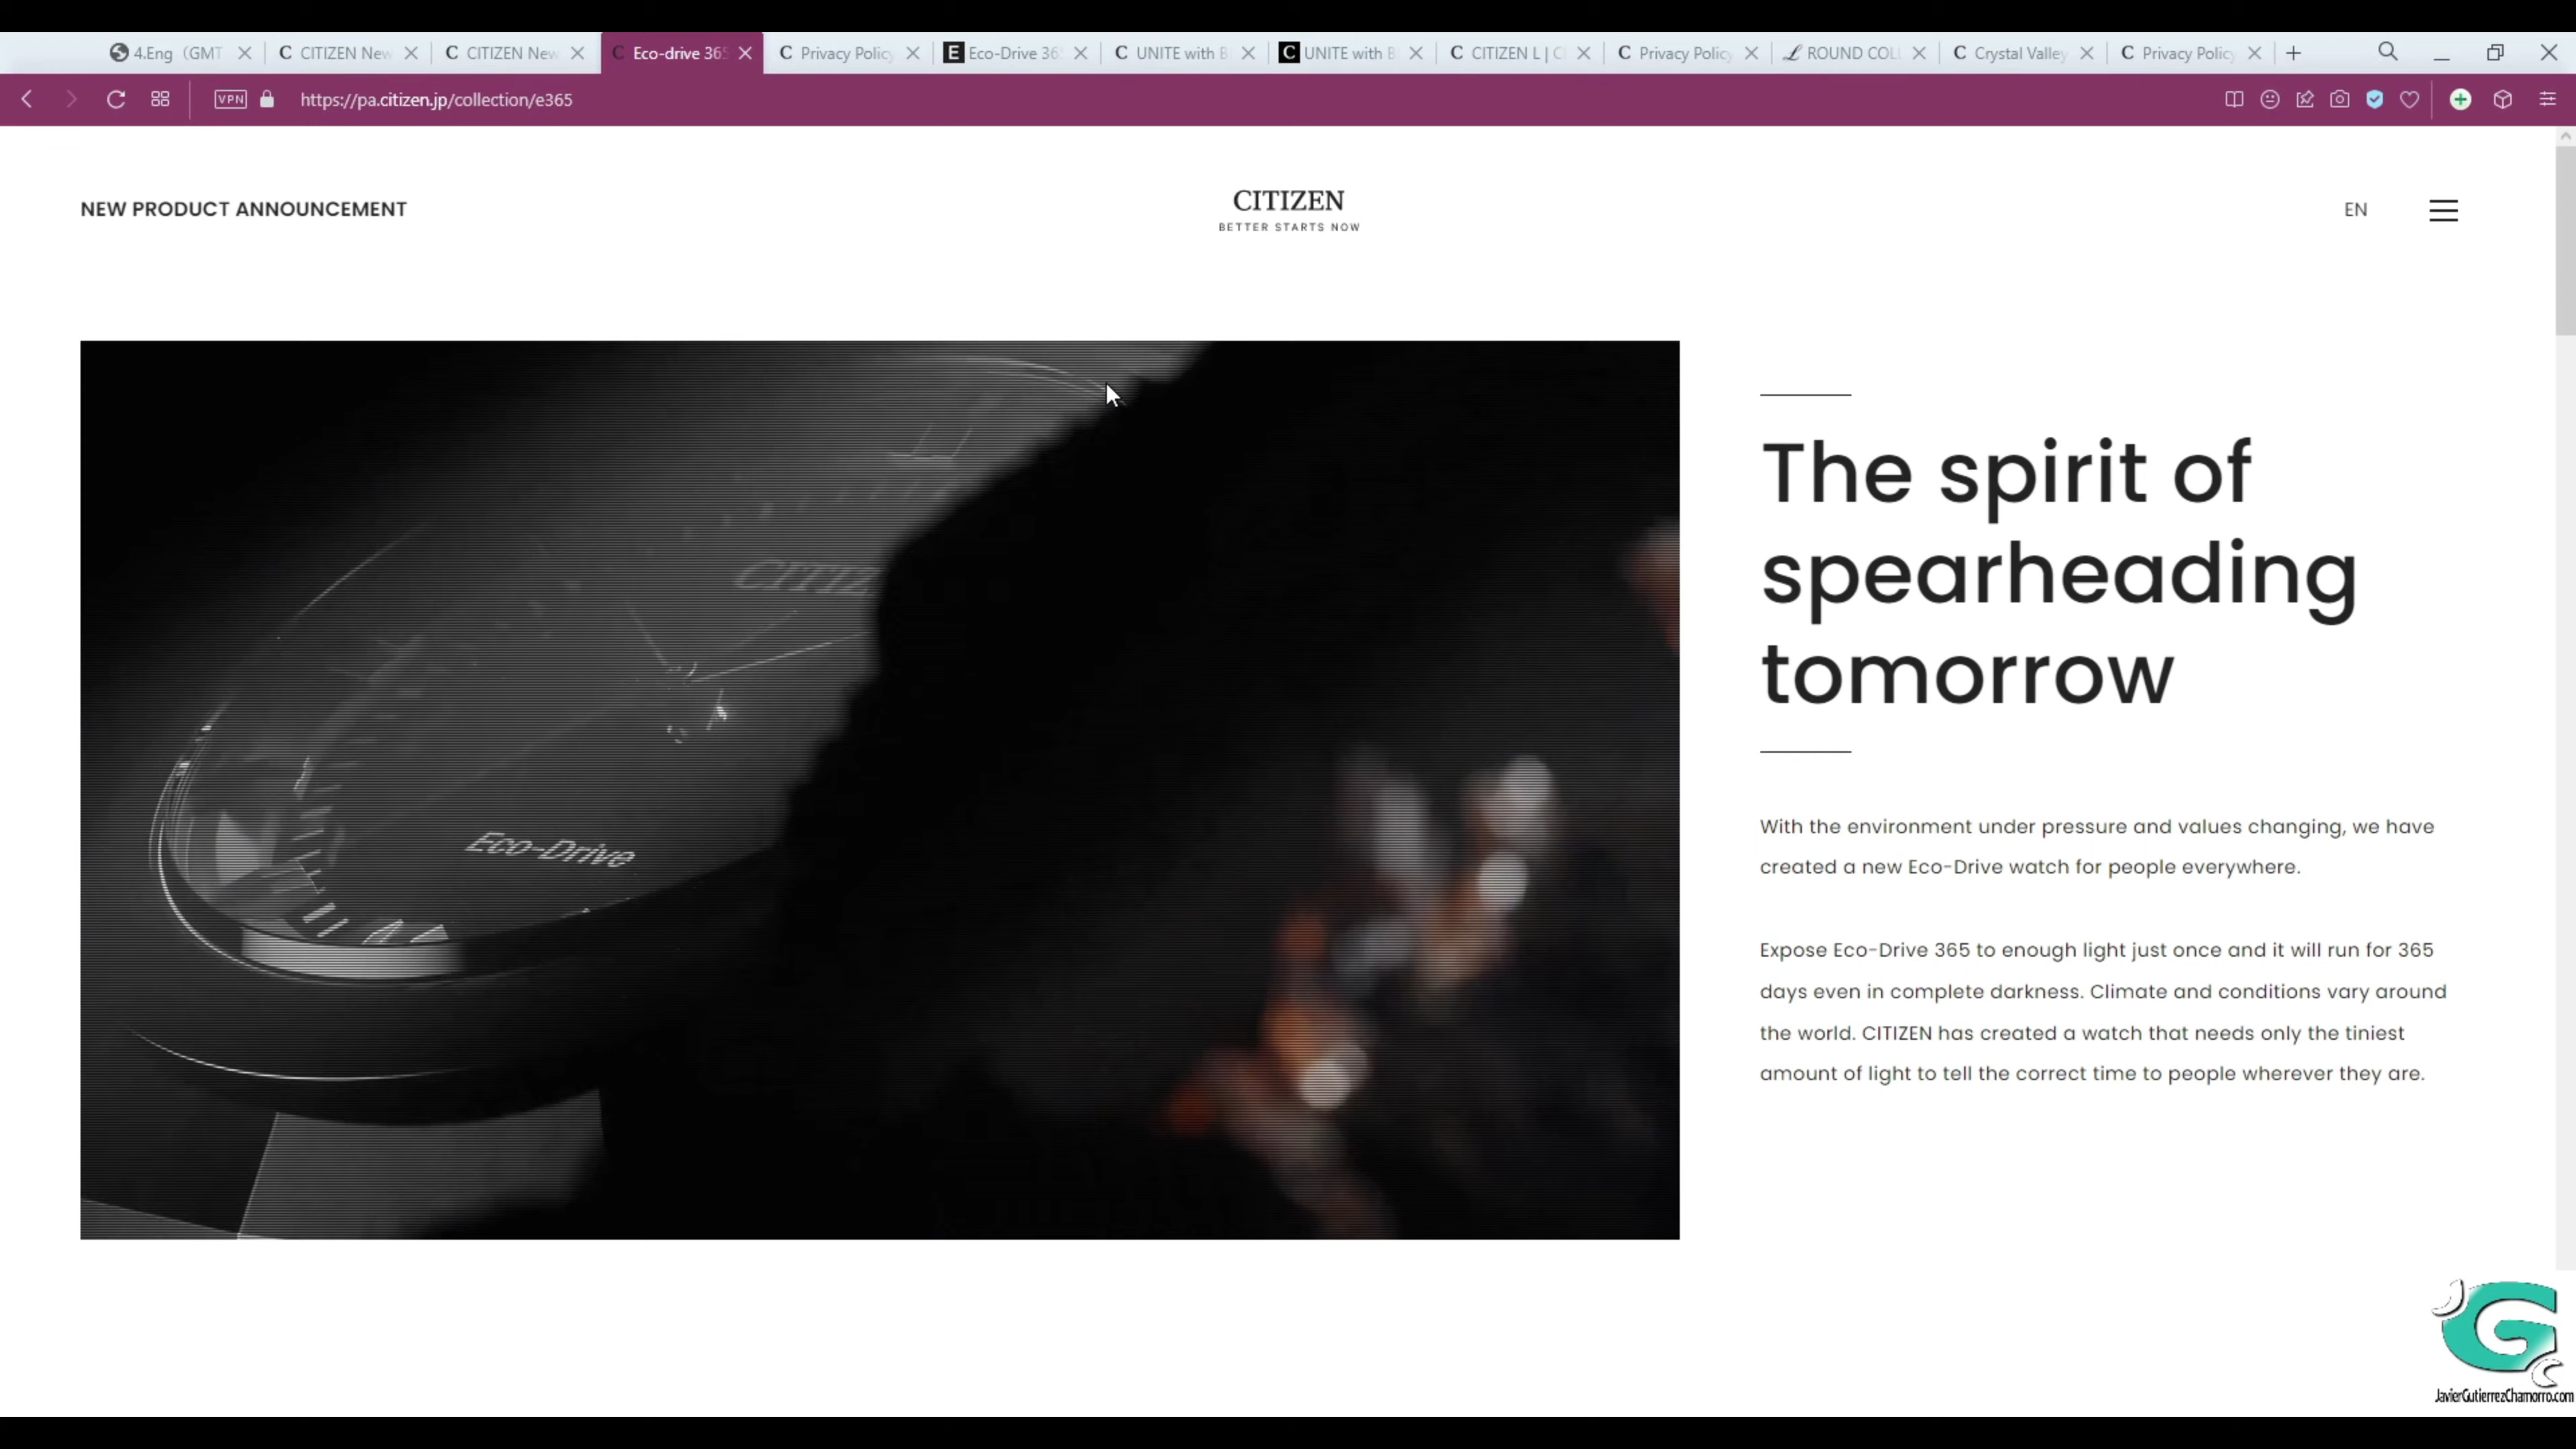 4.Eng (GMT
CITIZEN New
CITIZEN New
Eco-drive 365
Privacy Policy
Eco-Drive 36
UNITE with B
UNITE with B
CITIZEN L | C
Privacy Policy
ROUND COLL
Crystal Valley
Privacy Policy
VPN
https://pa.citizen.jp/collection/e365
NEW PRODUCT ANNOUNCEMENT
CITIZEN
BETTER STARTS NOW
EN
CITIZ
Eco-Drive
The spirit of
spearheading
tomorrow
With the environment under pressure and values changing, we have
created a new Eco-Drive watch for people everywhere.
Expose Eco-Drive 365 to enough light just once and it will run for 365
days even in complete darkness. Climate and conditions vary around
the world. CITIZEN has created a watch that needs only the tiniest
amount of light to tell the correct time to people wherever they are.
JavierGutierrezChamorro.com